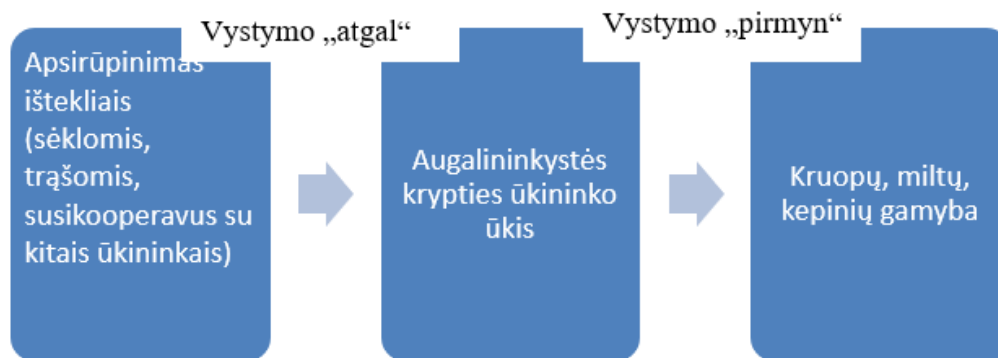 Vystymo „atgal“
Vystymo „pirmyn“
Apsirūpinimas
ištekliais
(sėklomis,
trąšomis,
susikooperavus su
kitais ūkininkais)
Augalininkystės
krypties ūkininko
ūkis
Kruopų, miltų,
kepinių gamyba